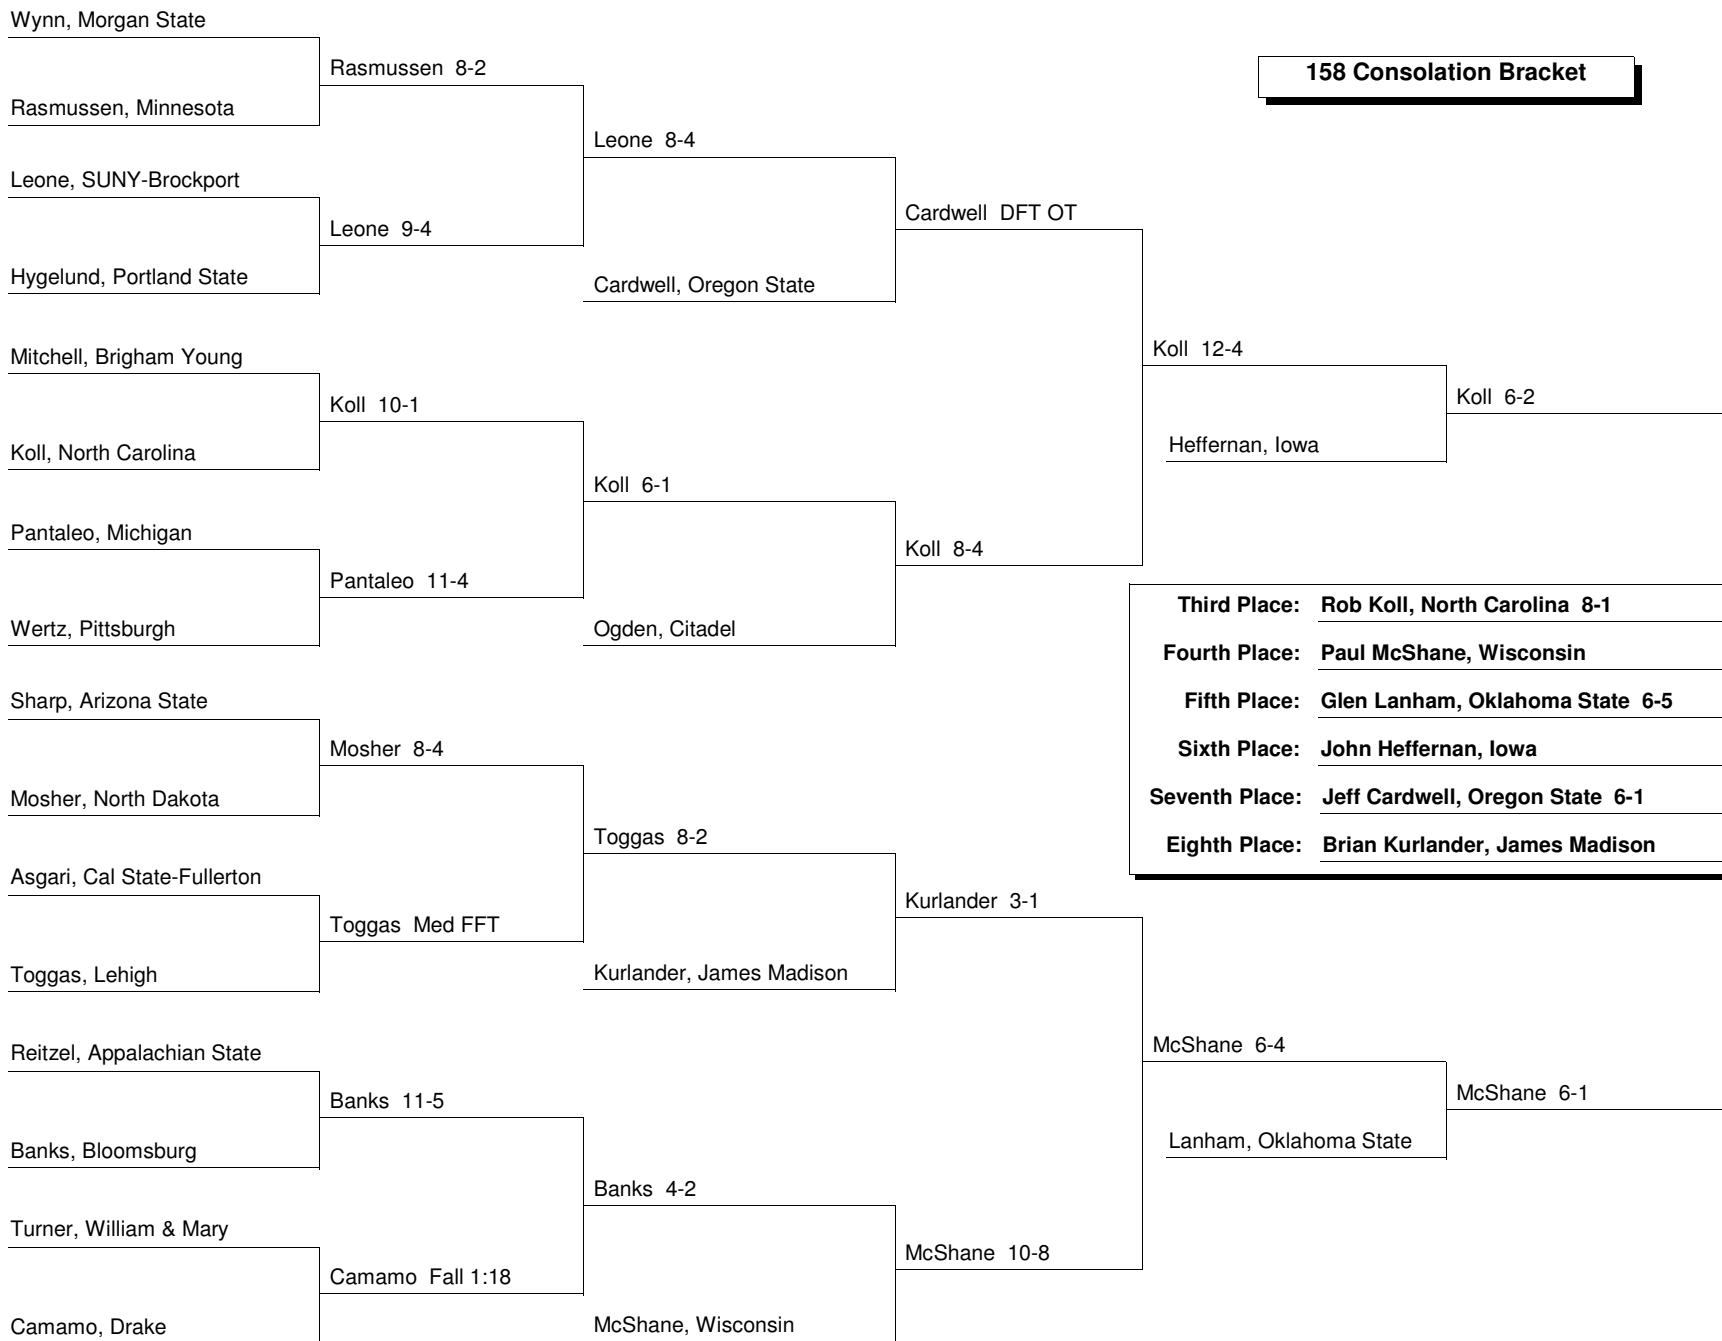 Wynn, Morgan State
Rasmussen 8-2
158 Consolation Bracket
Rasmussen, Minnesota
Leone 8-4
Leone, SUNY-Brockport
Cardwell DFT OT
Leone 9-4
Hygelund, Portland State
Cardwell, Oregon State
Mitchell, Brigham Young
Koll 12-4
Koll 10-1
Koll 6-2
Koll, North Carolina
Heffernan, Iowa
Koll 6-1
Pantaleo, Michigan
Koll 8-4
Pantaleo 11-4
Wertz, Pittsburgh
Ogden, Citadel
Third Place: Rob Koll, North Carolina 8-1
Fourth Place: Paul McShane, Wisconsin
Fifth Place: Glen Lanham, Oklahoma State 6-5
Sixth Place: John Heffernan, Iowa
Seventh Place: Jeff Cardwell, Oregon State 6-1
Eighth Place: Brian Kurlander, James Madison
Sharp, Arizona State
Mosher 8-4
Mosher, North Dakota
Toggas 8-2
Asgari, Cal State-Fullerton
Kurlander 3-1
Toggas Med FFT
Toggas, Lehigh
Kurlander, James Madison
Reitzel, Appalachian State
McShane 6-4
Banks 11-5
McShane 6-1
Banks, Bloomsburg
Lanham, Oklahoma State
Banks 4-2
Turner, William & Mary
McShane 10-8
Camamo Fall 1:18
Camamo, Drake
McShane, Wisconsin